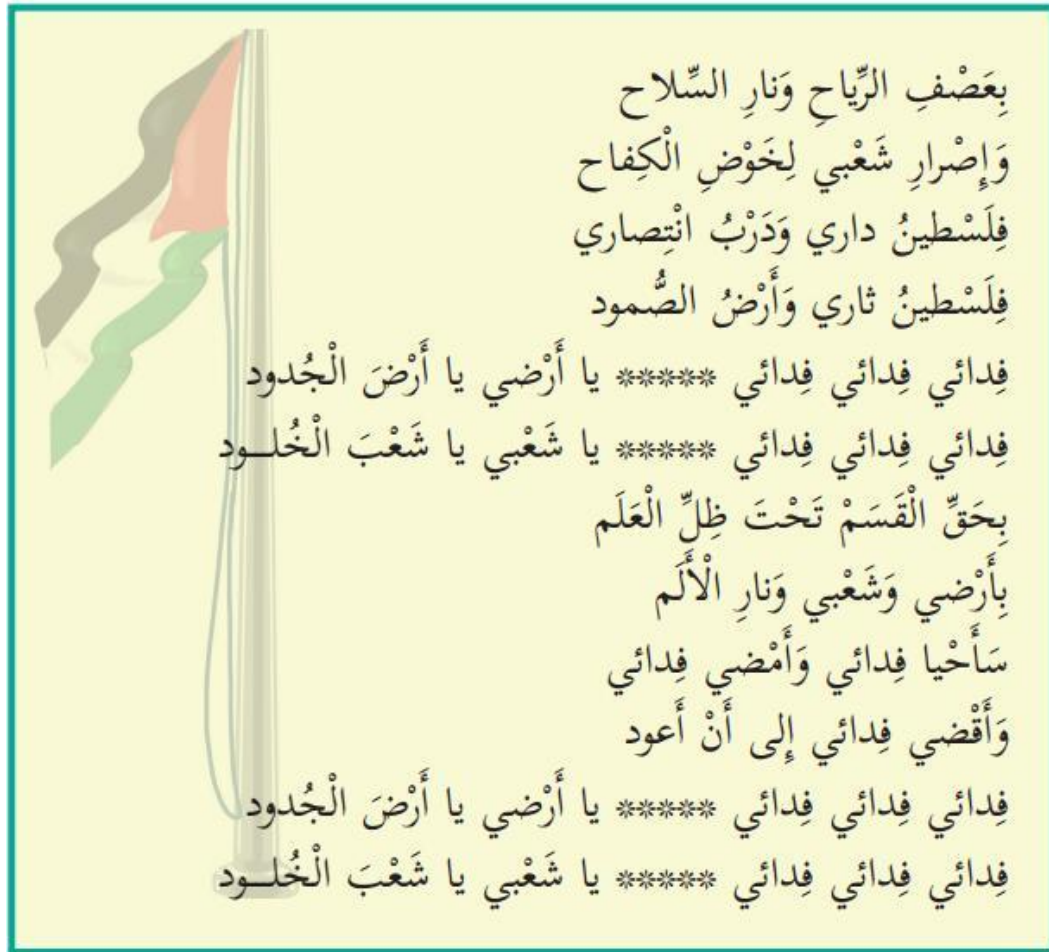 بِعَصْفِ الرِّياحِ وَنارِ السِّلاح
وَإِصْرارِ شَعْبي لِخَوْضِ الْكِفاح
فِلَسْطينُ داري وَدَرْبُ انْتِصاري
فِلَسْطينُ ثاري وَأَرْضُ الصُّمود
فِدائي فِدائي فِدائي ***** يا أَرْضي يا أَرْضَ الْجُدود
فِدائي فِدائي فِدائي ***** يا شَعْبي يا شَعْبَ الْخُلــود
بِحَقِّ الْقَسَمْ تَحْتَ ظِلِّ الْعَلَم
بِأَرْضي وَشَعْبي وَنارِ الْأَلَم
سَأَحْيا فِدائي وَأَمْضي فِدائي
وَأَقْضي فِدائي إِلى أَنْ أَعود
فِدائي فِدائي فِدائي ***** يا أَرْضي يا أَرْضَ الْجُدود
فِدائي فِدائي فِدائي ***** يا شَعْبي يا شَعْبَ الْخُلــود